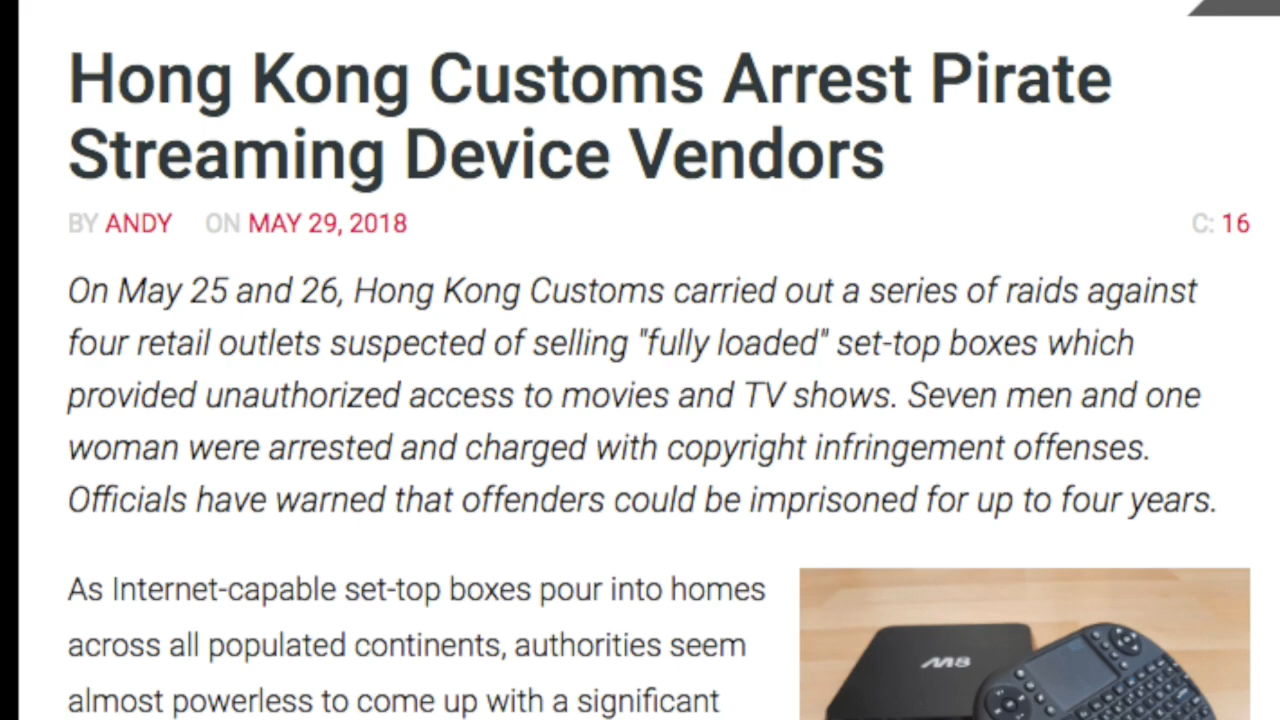 Hong Kong Customs Arrest Pirate
Streaming Device Vendors
BY ANDY ON MAY 29, 2018 C: 16
On May 25 and 26, Hong Kong Customs carried out a series of raids against
four retail outlets suspected of selling "fully loaded" set-top boxes which
provided unauthorized access to movies and TV shows. Seven men and one
woman were arrested and charged with copyright infringement offenses.
Officials have warned that offenders could be imprisoned for up to four years.
As Internet-capable set-top boxes pour into homes
across all populated continents, authorities seem
almost powerless to come up with a significant
M8